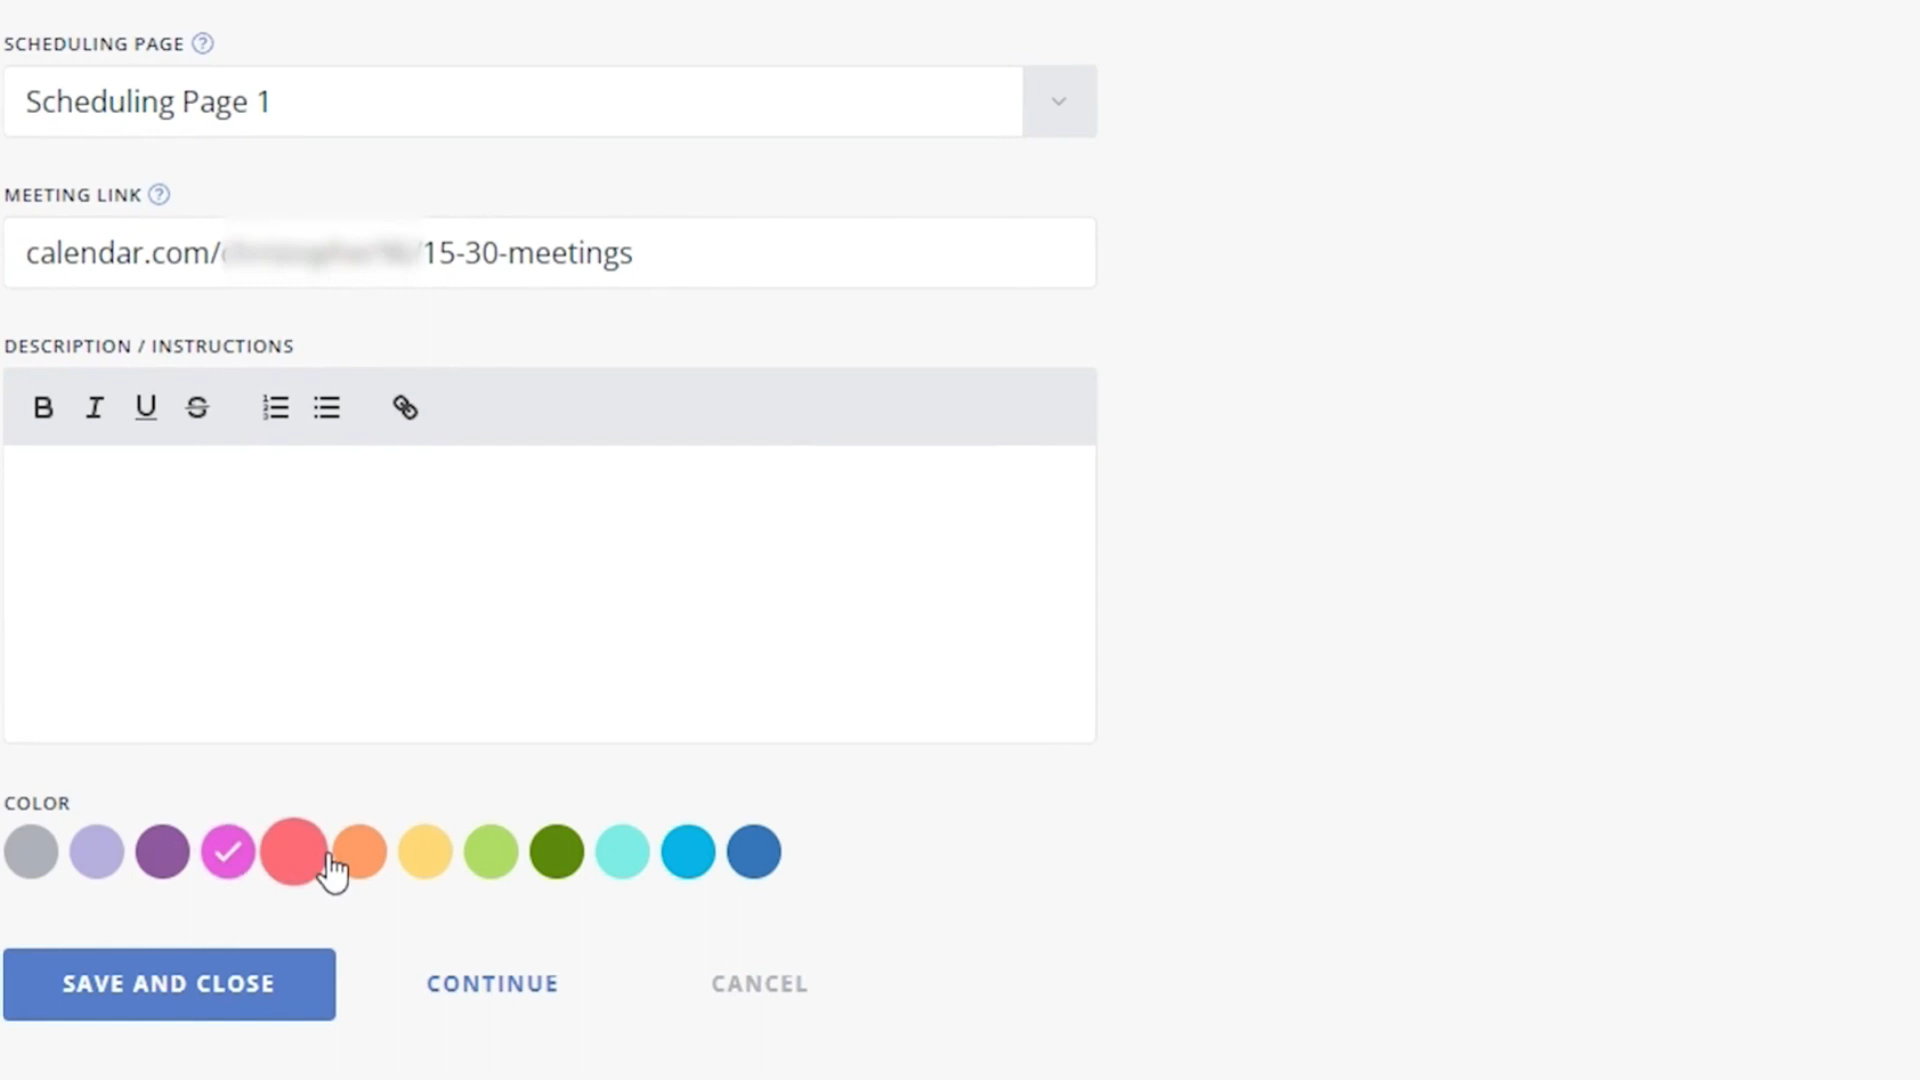 SCHEDULING PAGE ?
Scheduling Page 1
MEETING LINK ?
calendar.com/ /15-30-meetings
DESCRIPTION / INSTRUCTIONS
B I U S
COLOR
SAVE AND CLOSE CONTINUE CANCEL